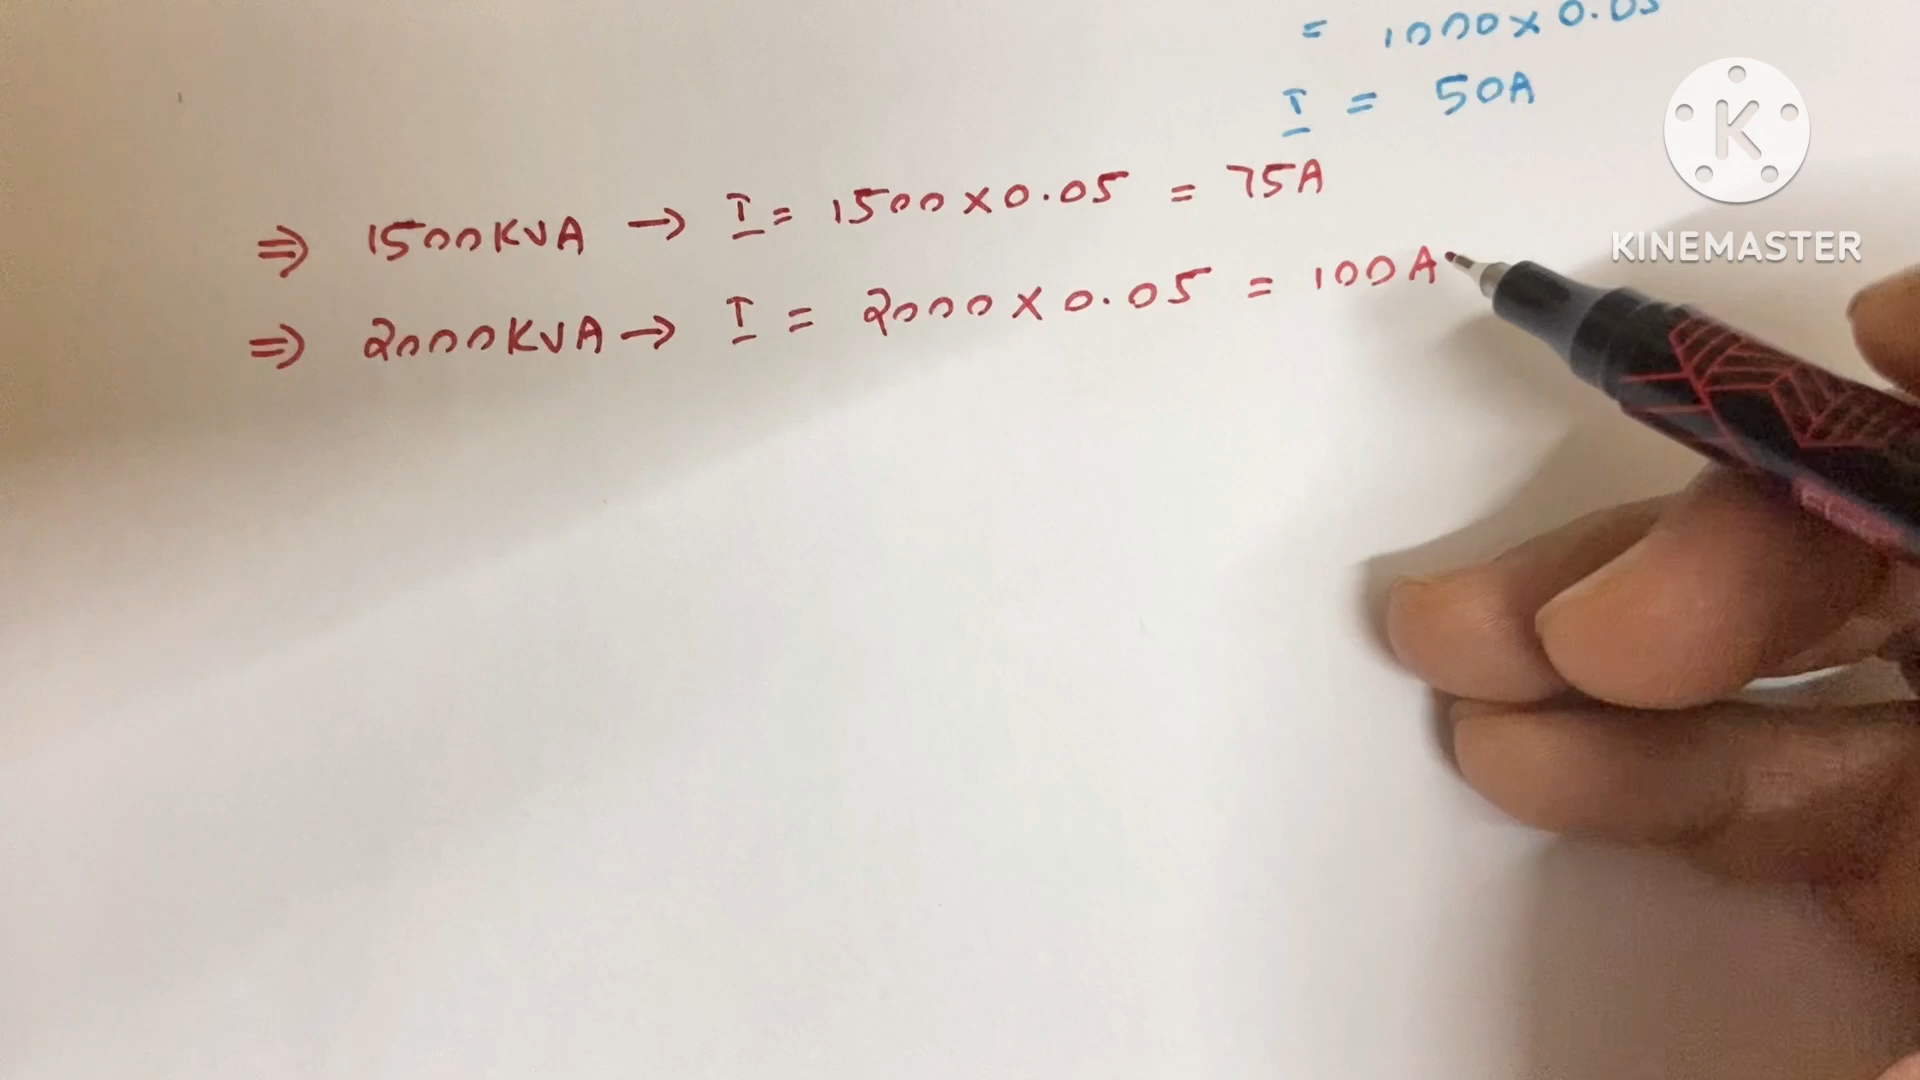 = 1000 x 0.05
I = 50A
K
KINEMASTER
⇒ 1500KVA → I = 1500 x 0.05 = 75A
⇒ 2000KVA → I = 2000 x 0.05 = 100A